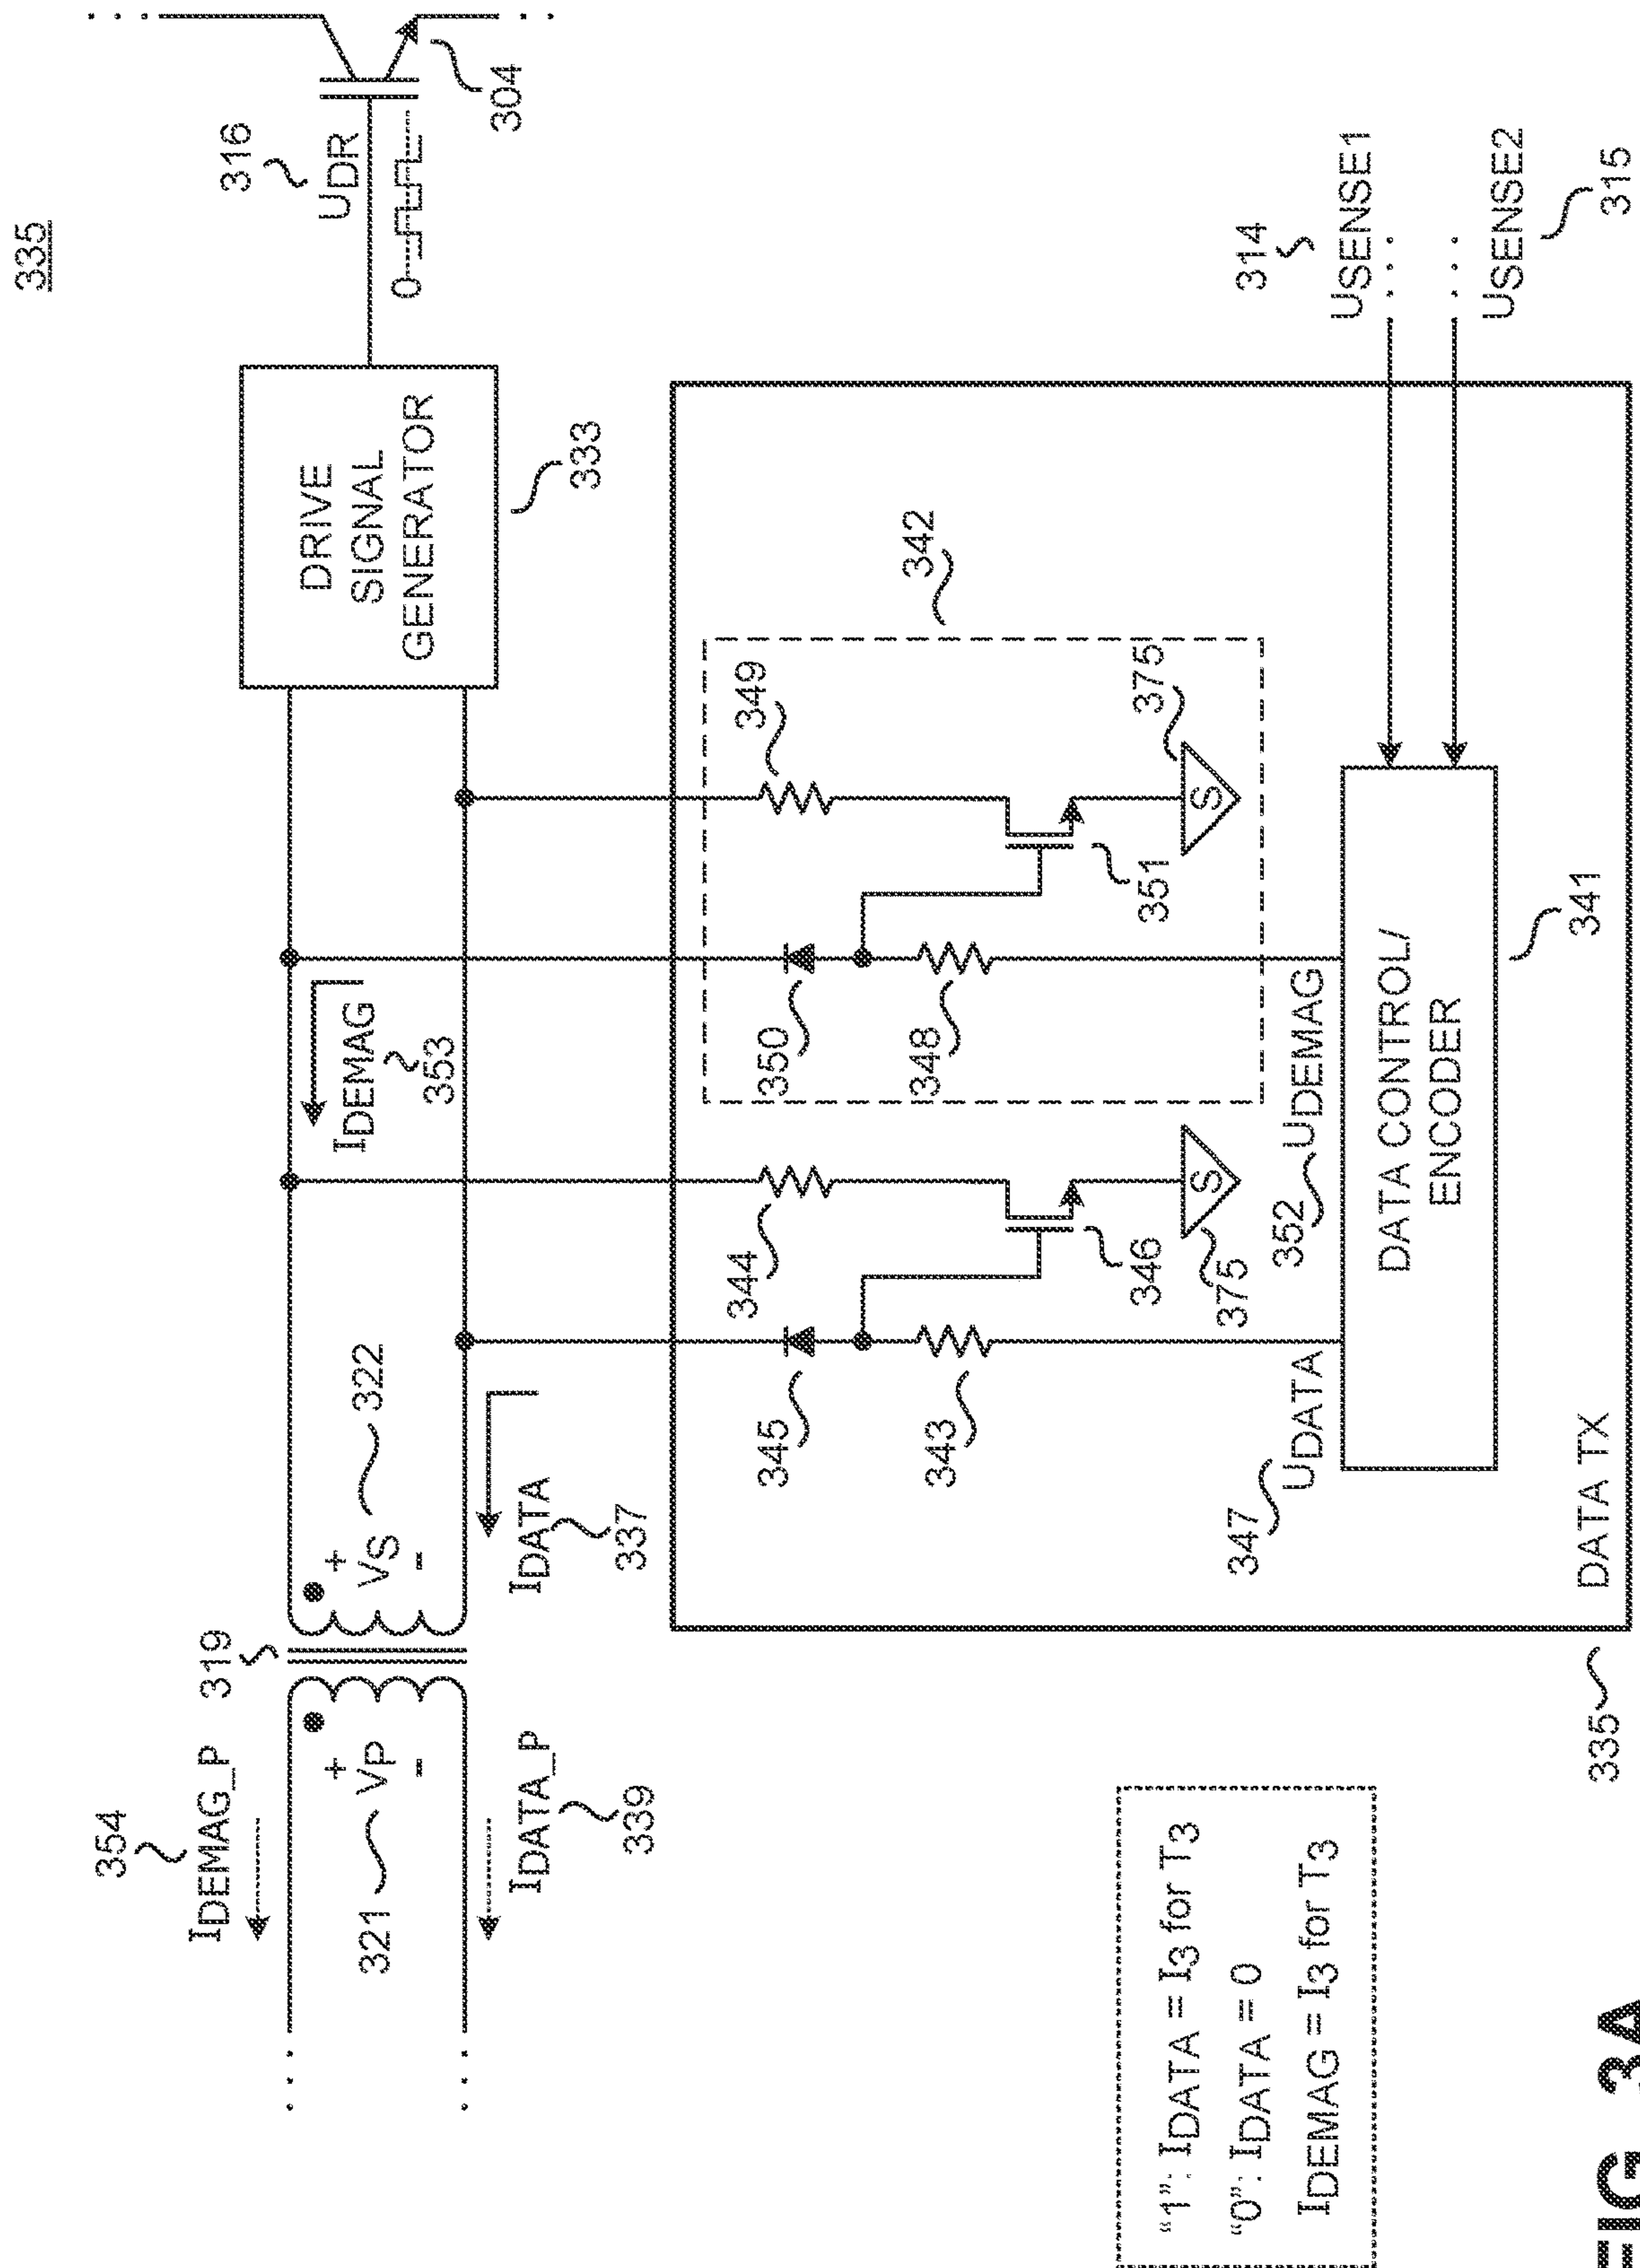 335
354
IDEMAG_P
319
321
+
VP
-
+
VS
-
322
IDEMAG
353
IDATA_P
339
IDATA
337
DRIVE
SIGNAL
GENERATOR
333
316
UDR
0
304
342
344
345
343
346
375
S
349
350
348
351
375
S
347
UDATA
352
UDEMAG
DATA CONTROL/
ENCODER
341
314
USENSE1
USENSE2
315
DATA TX
335
“1”: IDATA = I3 for T3
“0”: IDATA = 0
IDEMAG = I3 for T3
FIG. 3A